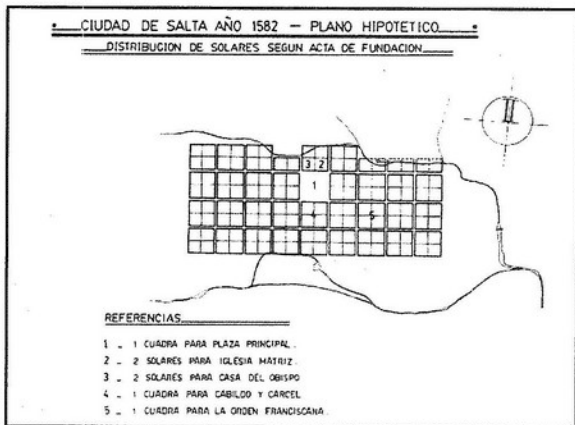 CIUDAD DE SALTA AÑO 1582 - PLANO HIPOTETICO
DISTRIBUCION DE SOLARES SEGUN ACTA DE FUNDACION
3 2
1
4 5
REFERENCIAS
1 - 1 CUADRA PARA PLAZA PRINCIPAL.
2 - 2 SOLARES PARA IGLESIA MATRIZ.
3 - 2 SOLARES PARA CASA DEL OBISPO
4 - 1 CUADRA PARA CABILDO Y CARCEL
5 - 1 CUADRA PARA LA ORDEN FRANCISCANA.